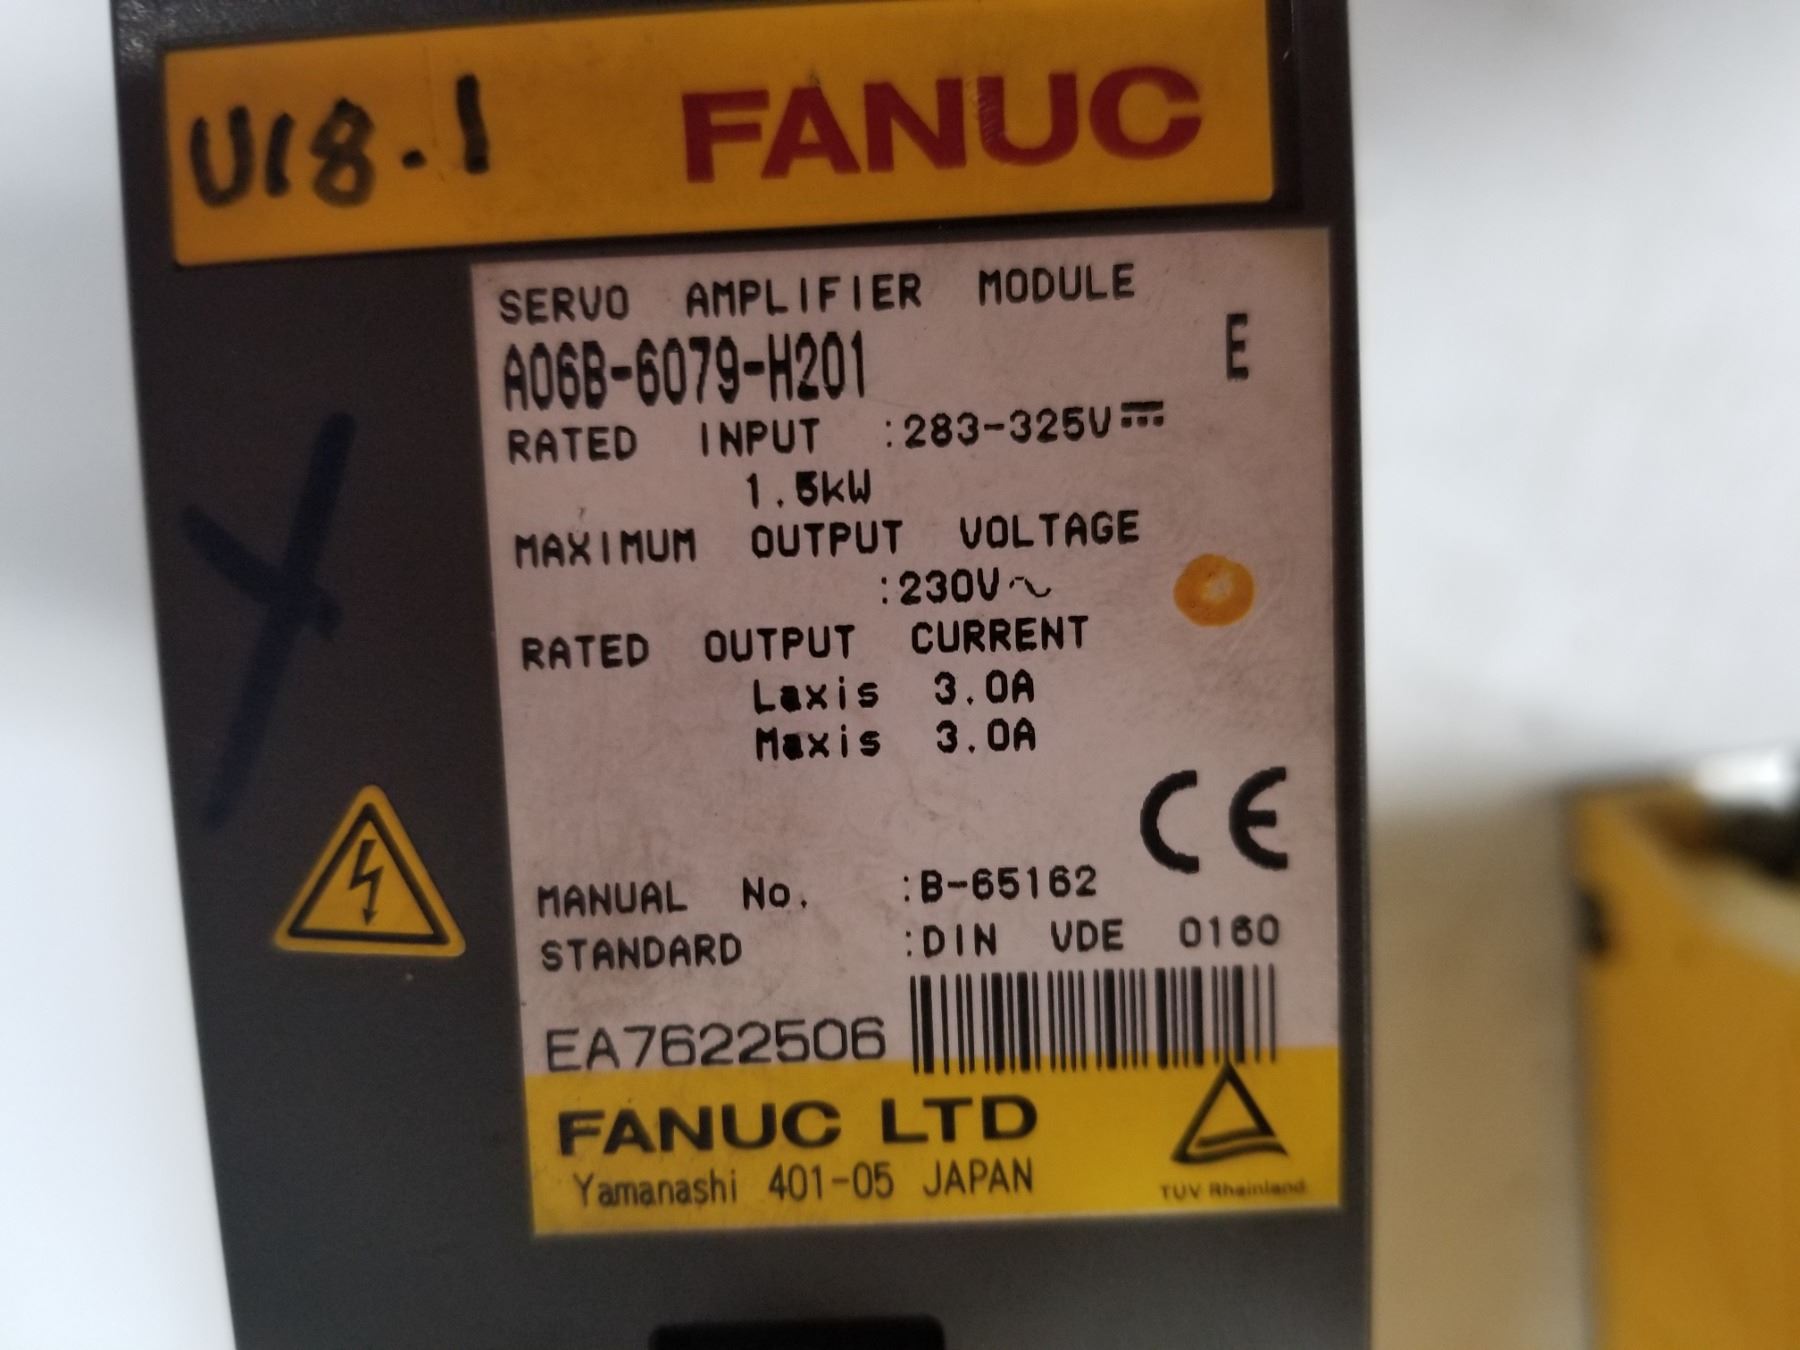 U18.1 FANUC
SERVO AMPLIFIER MODULE
A06B-6079-H201 E
RATED INPUT :283-325V⎓
1.5kW
MAXIMUM OUTPUT VOLTAGE
:230V~
RATED OUTPUT CURRENT
Laxis 3.0A
Maxis 3.0A
CE
MANUAL No. :B-65162
STANDARD :DIN VDE 0160
EA7622506
FANUC LTD
Yamanashi 401-05 JAPAN
TUV Rheinland